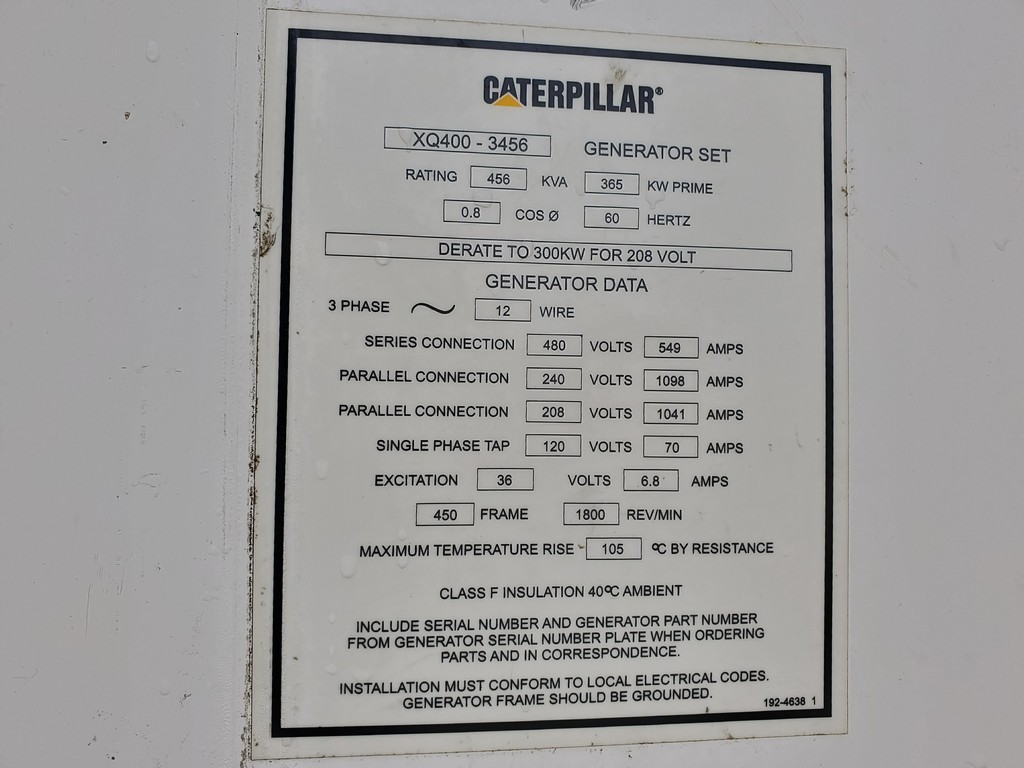 CATERPILLAR®
XQ400 - 3456 GENERATOR SET
RATING 456 KVA 365 KW PRIME
0.8 COS Ø 60 HERTZ
DERATE TO 300KW FOR 208 VOLT
GENERATOR DATA
3 PHASE ~ 12 WIRE
SERIES CONNECTION 480 VOLTS 549 AMPS
PARALLEL CONNECTION 240 VOLTS 1098 AMPS
PARALLEL CONNECTION 208 VOLTS 1041 AMPS
SINGLE PHASE TAP 120 VOLTS 70 AMPS
EXCITATION 36 VOLTS 6.8 AMPS
450 FRAME 1800 REV/MIN
MAXIMUM TEMPERATURE RISE 105 ºC BY RESISTANCE
CLASS F INSULATION 40ºC AMBIENT
INCLUDE SERIAL NUMBER AND GENERATOR PART NUMBER
FROM GENERATOR SERIAL NUMBER PLATE WHEN ORDERING
PARTS AND IN CORRESPONDENCE.
INSTALLATION MUST CONFORM TO LOCAL ELECTRICAL CODES.
GENERATOR FRAME SHOULD BE GROUNDED.
192-4638 1